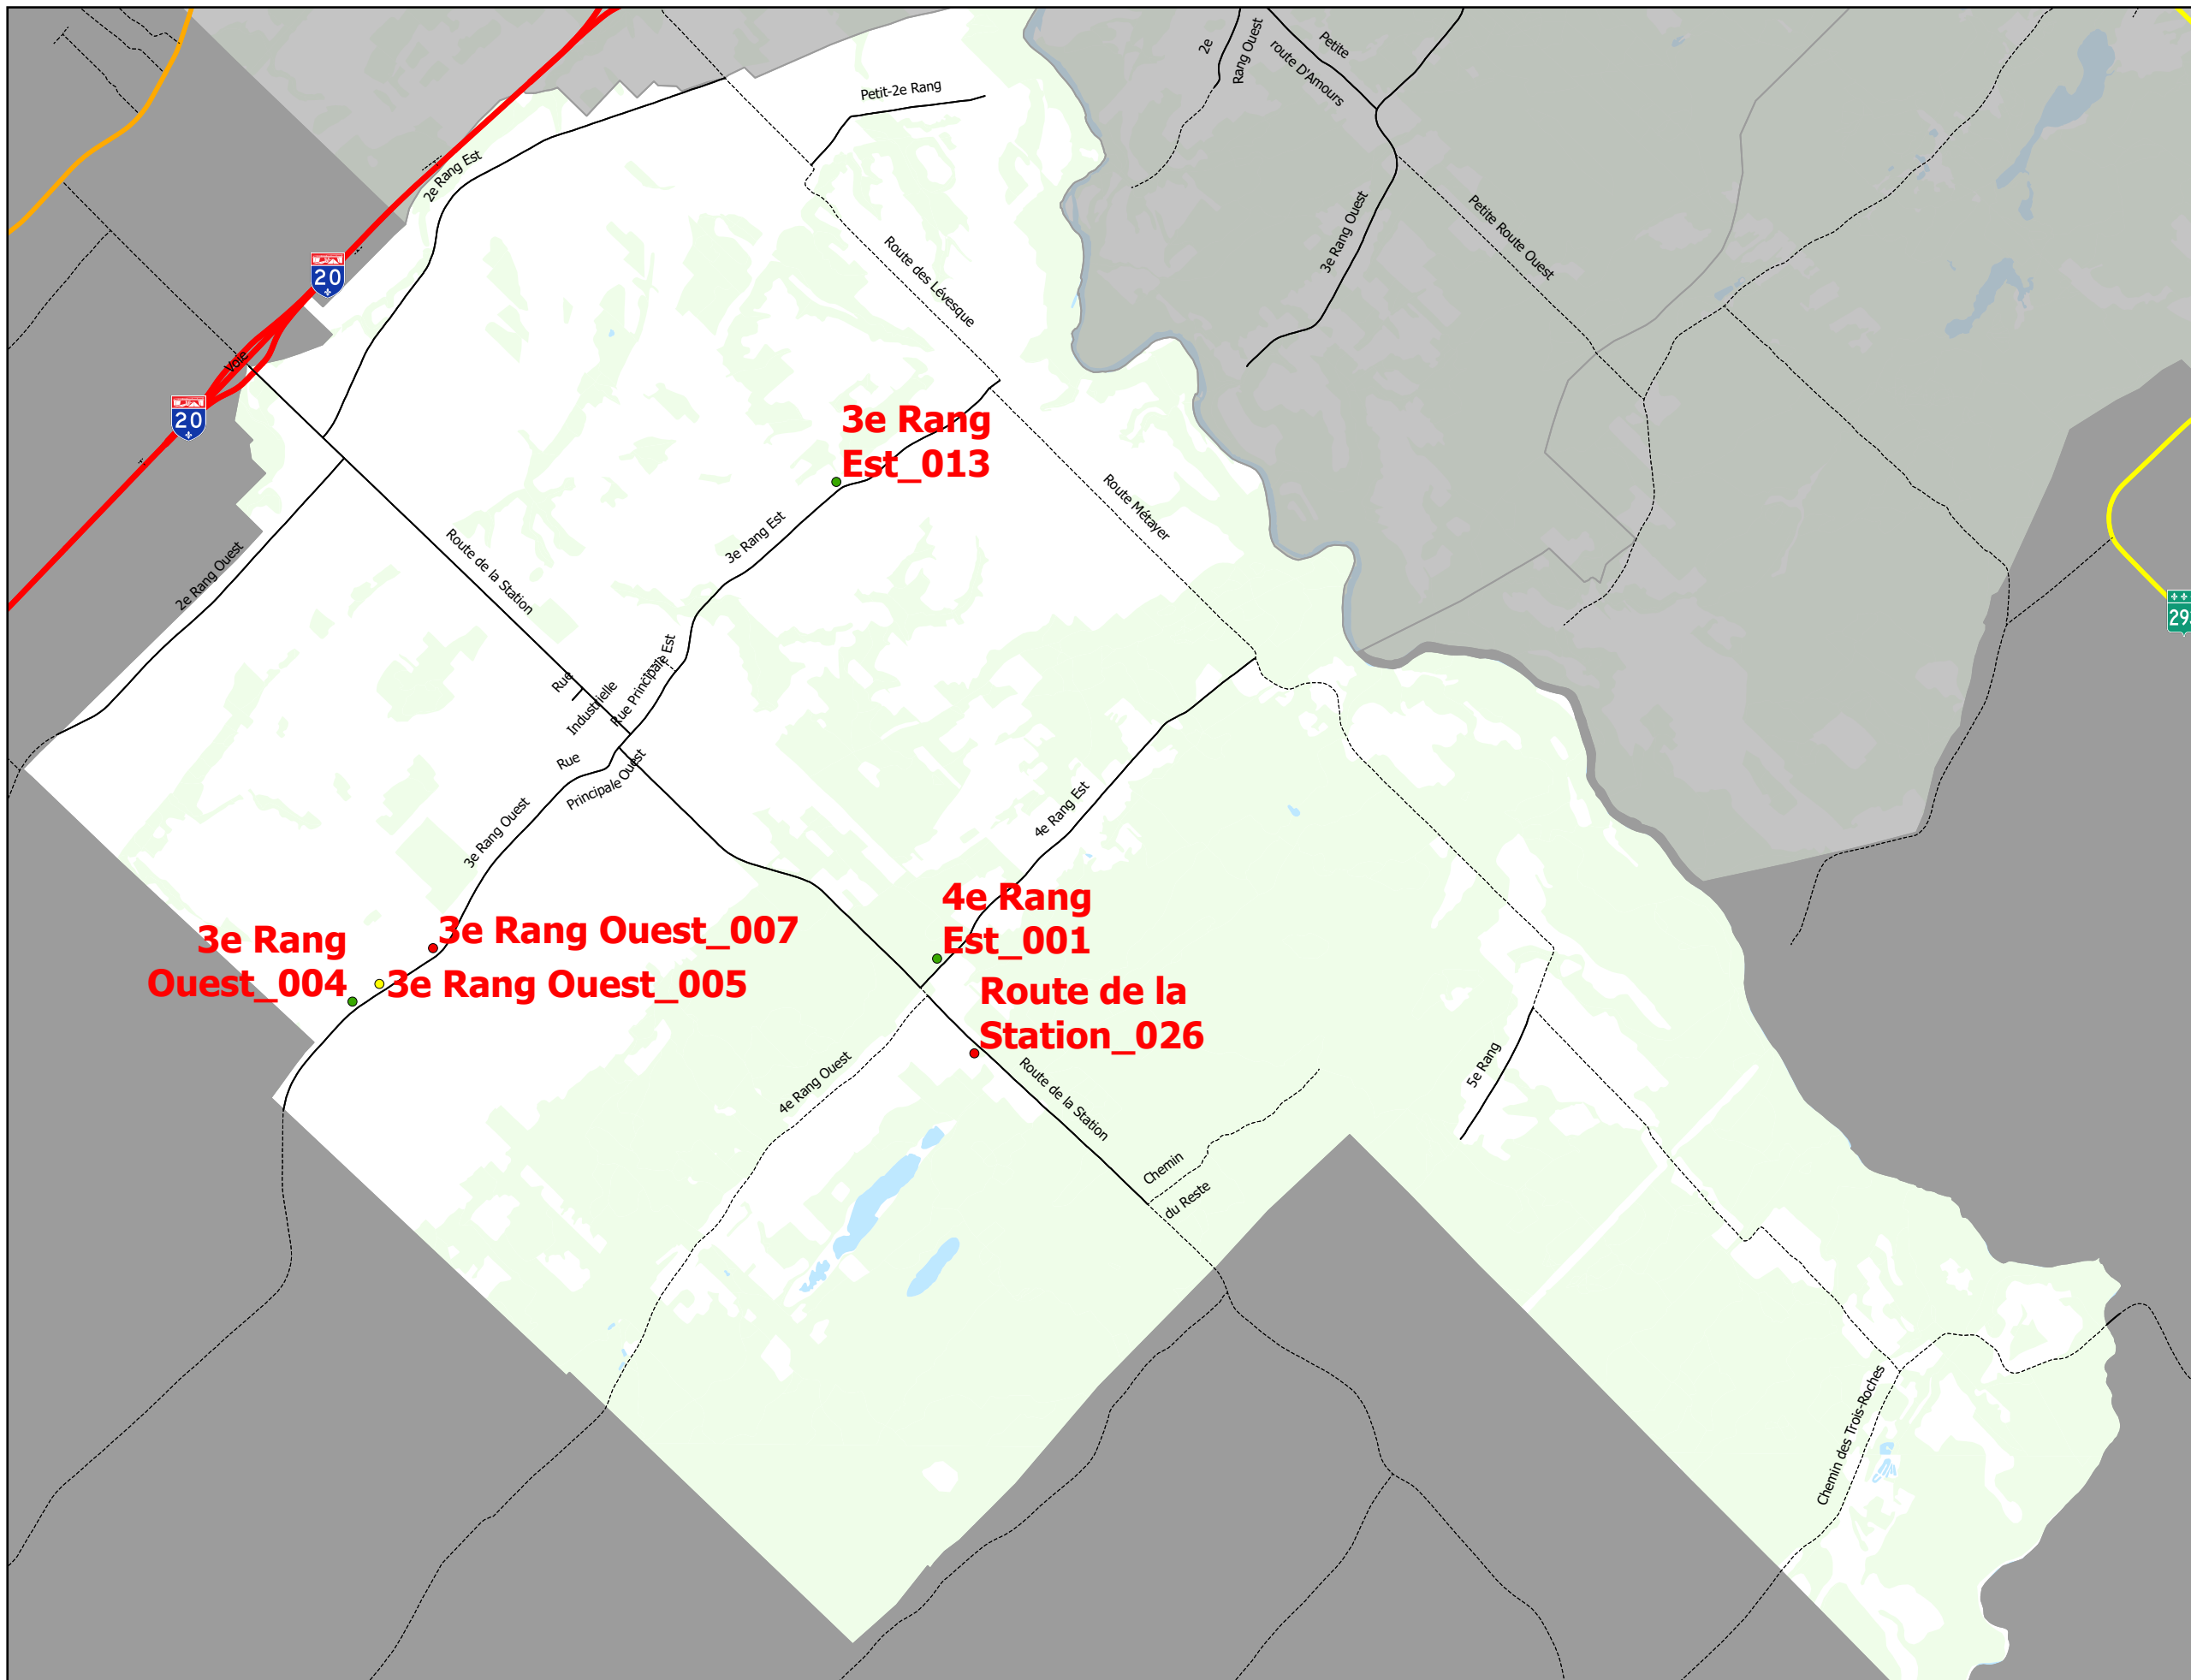 2e
Rang Ouest
Petite
route D'Amours
Petit-2e Rang
2e Rang Est
3e Rang Ouest
Petite Route Ouest
Route des Lévesque
20
Voie
20
3e Rang
Est_013
Route Métayer
3e Rang Est
Route de la Station
2e Rang Ouest
293
Rue
Industrielle
Rue Principale Est
Rue
Principale Ouest
3e Rang Ouest
4e Rang Est
4e Rang
Est_001
3e Rang Ouest_007
3e Rang
Ouest_004
3e Rang Ouest_005
Route de la
Station_026
4e Rang Ouest
Route de la Station
5e Rang
Chemin
du Reste
Chemin des Trois-Roches